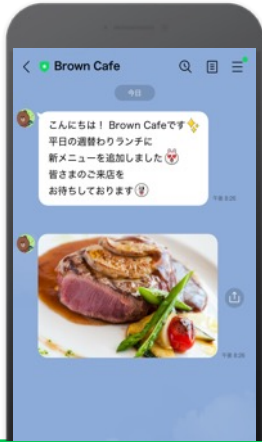 Brown Cafe
今日
こんにちは！ Brown Cafeです
平日の週替わりランチに
新メニューを追加しました
皆さまのご来店を
お待ちしております